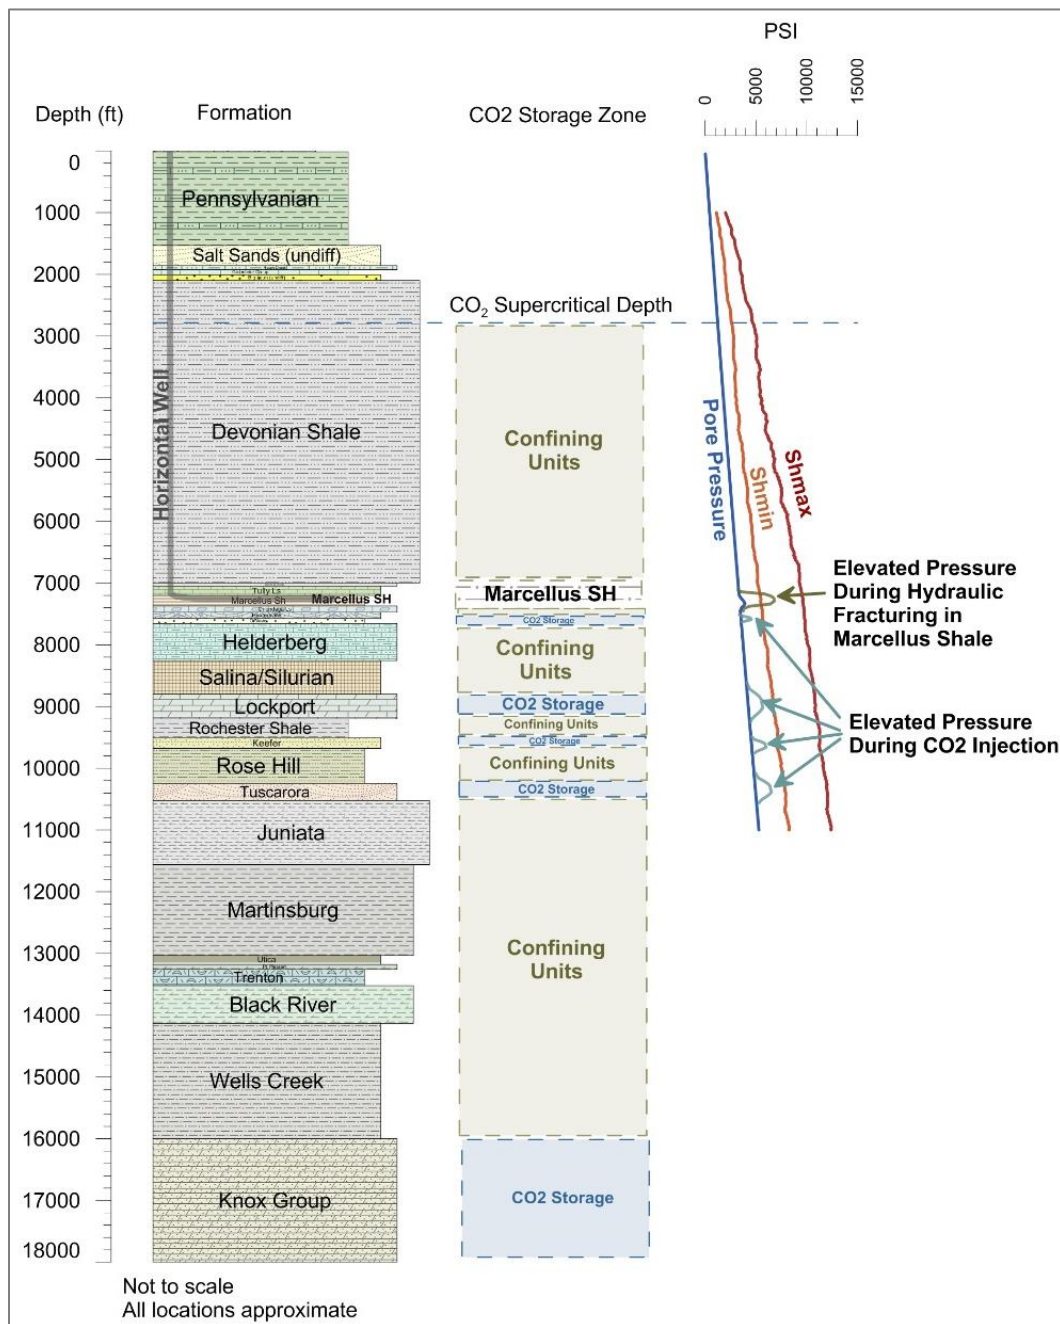 PSI
0
5000
10000
15000
Depth (ft)
Formation
CO2 Storage Zone
0
1000
2000
3000
4000
5000
6000
7000
8000
9000
10000
11000
12000
13000
14000
15000
16000
17000
18000
Horizontal Well
Pennsylvanian
Salt Sands (undiff)
Devonian Shale
Tully Ls
Marcellus Sh
Marcellus SH
Helderberg
Salina/Silurian
Lockport
Rochester Shale
Keefer
Rose Hill
Tuscarora
Juniata
Martinsburg
Utica
Trenton
Black River
Wells Creek
Knox Group
CO₂ Supercritical Depth
Confining
Units
Marcellus SH
CO2 Storage
Confining
Units
CO2 Storage
Confining Units
CO2 Storage
Confining Units
CO2 Storage
Confining
Units
CO2 Storage
Pore Pressure
Shmin
Shmax
Elevated Pressure
During Hydraulic
Fracturing in
Marcellus Shale
Elevated Pressure
During CO2 Injection
Not to scale
All locations approximate